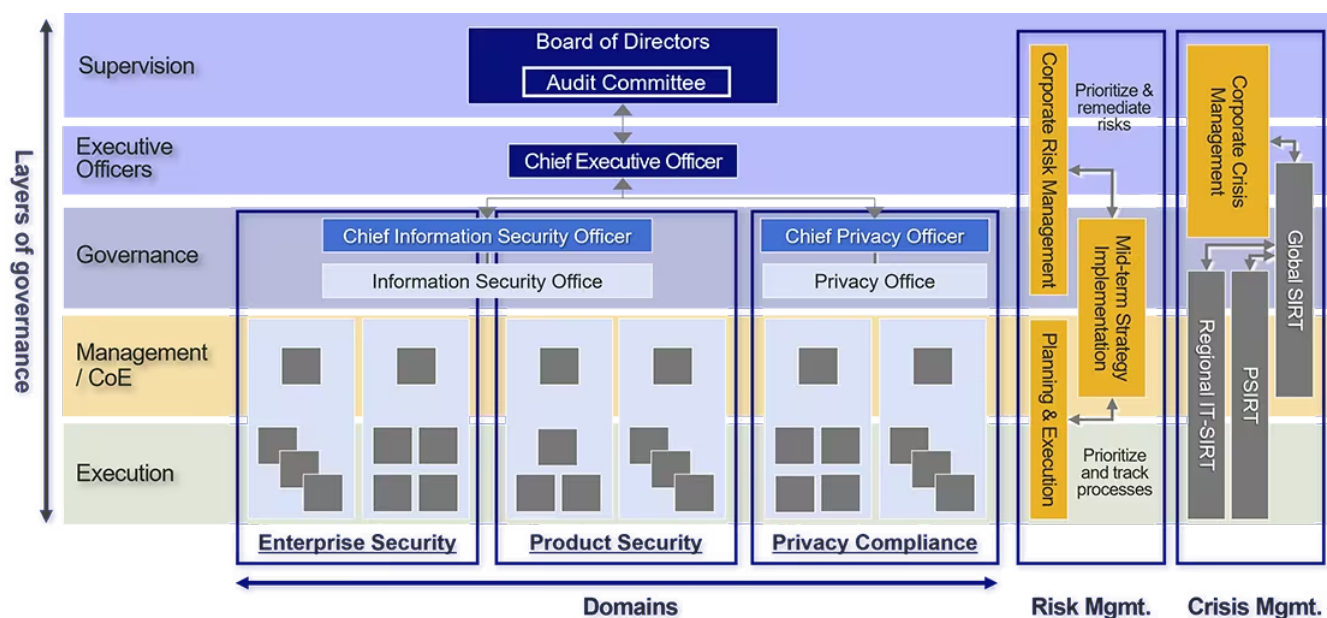 Layers of governance
Supervision
Board of Directors
Audit Committee
Executive
Officers
Chief Executive Officer
Governance
Chief Information Security Officer
Information Security Office
Chief Privacy Officer
Privacy Office
Management
/ CoE
Execution
Enterprise Security
Product Security
Privacy Compliance
Domains
Corporate Risk Management
Prioritize &
remediate
risks
Mid-term Strategy
Implementation
Planning & Execution
Prioritize
and track
processes
Risk Mgmt.
Corporate Crisis
Management
Global SIRT
Regional IT-SIRT
PSIRT
Crisis Mgmt.